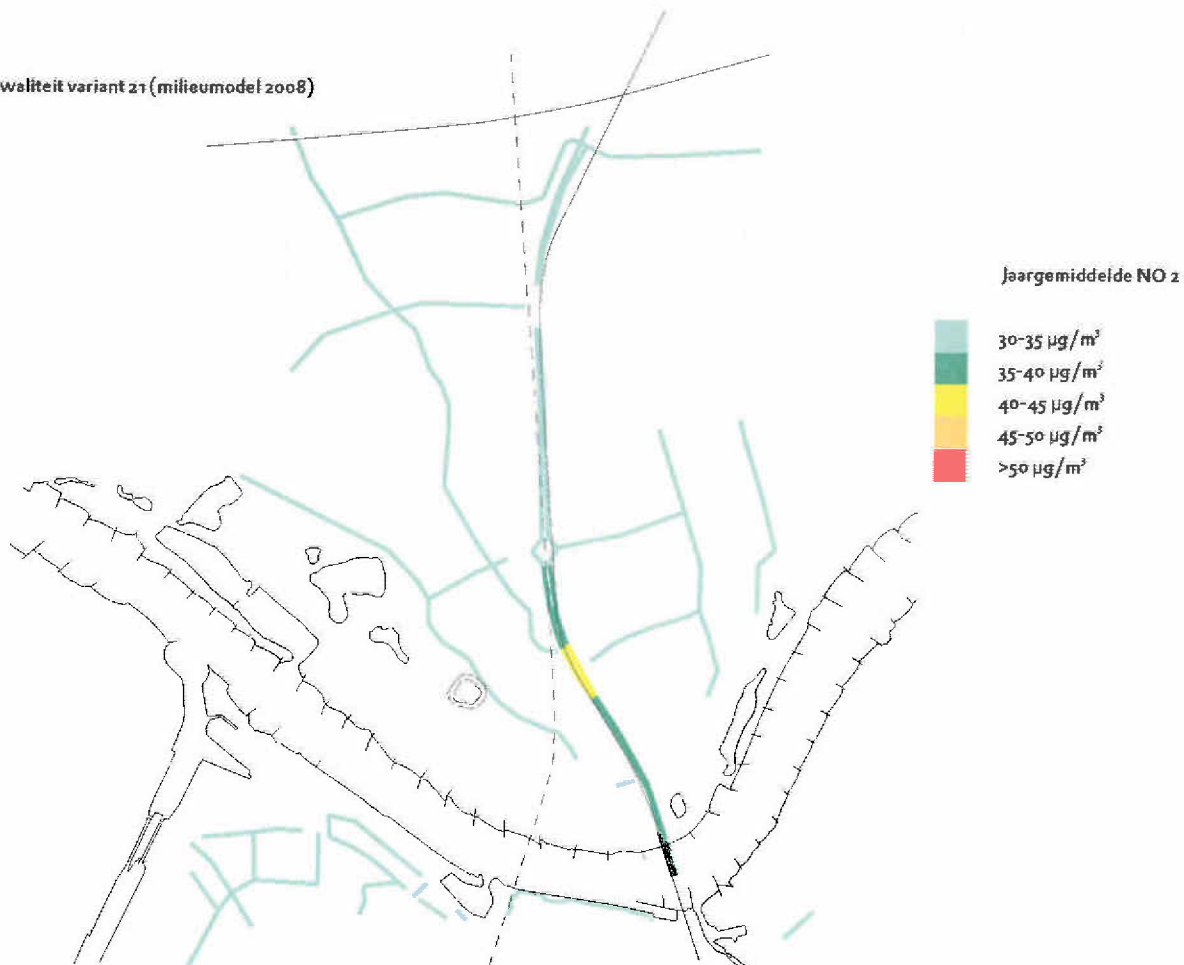 waliteit variant 21 (milieumodel 2008)
Jaargemiddelde NO 2
30-35 µg/m³
35-40 µg/m³
40-45 µg/m³
45-50 µg/m³
>50 µg/m³